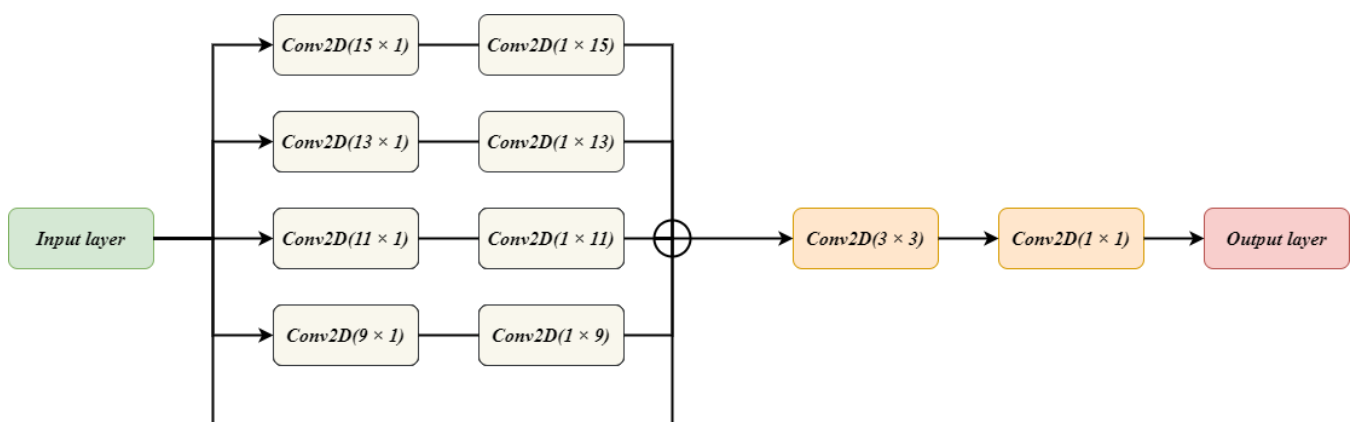 Conv2D(15 × 1)
Conv2D(1 × 15)
Conv2D(13 × 1)
Conv2D(1 × 13)
Input layer
Conv2D(11 × 1)
Conv2D(1 × 11)
Conv2D(3 × 3)
Conv2D(1 × 1)
Output layer
Conv2D(9 × 1)
Conv2D(1 × 9)